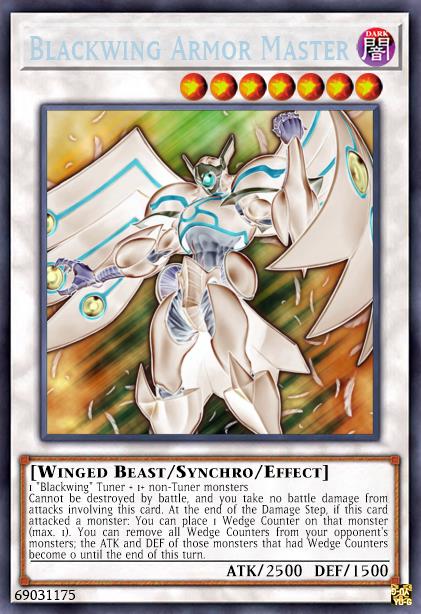 Blackwing Armor Master
DARK
闇
[Winged Beast/Synchro/Effect]
1 "Blackwing" Tuner + 1+ non-Tuner monsters
Cannot be destroyed by battle, and you take no battle damage from
attacks involving this card. At the end of the Damage Step, if this card
attacked a monster: You can place 1 Wedge Counter on that monster
(max. 1). You can remove all Wedge Counters from your opponent's
monsters; the ATK and DEF of those monsters that had Wedge Counters
become 0 until the end of this turn.
ATK/2500 DEF/1500
69031175